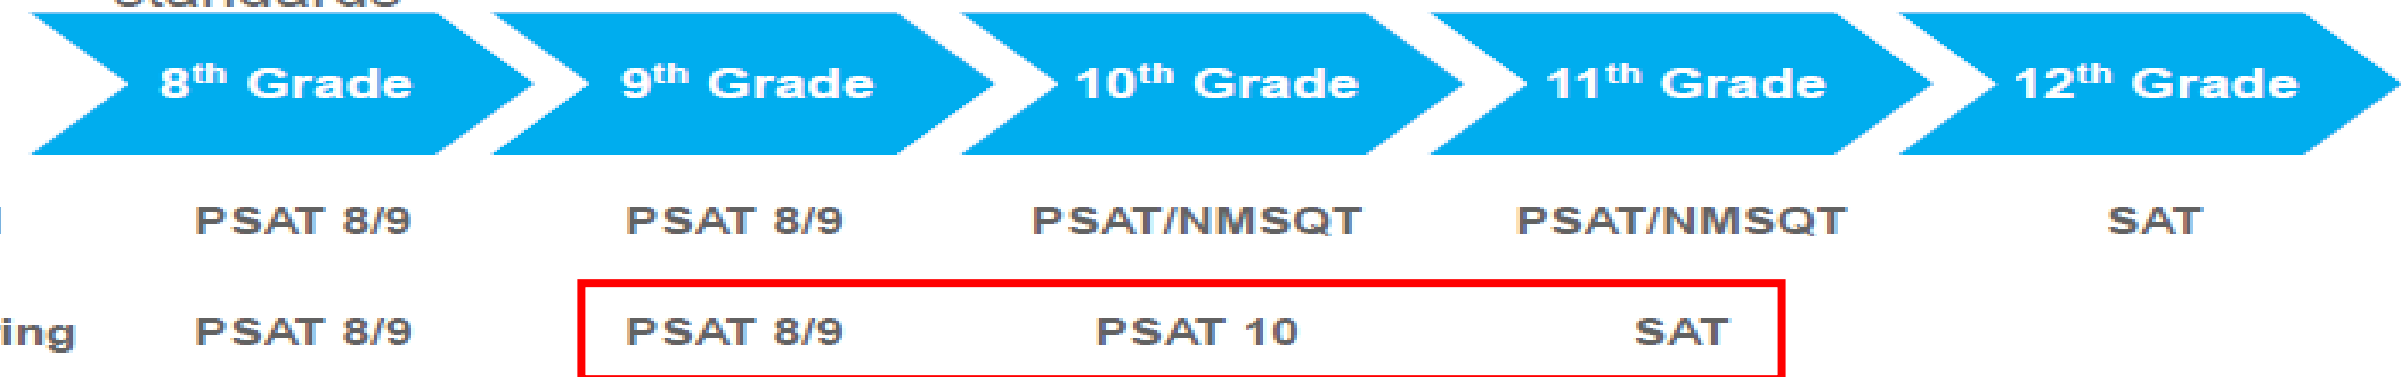 standards
8th Grade 9th Grade 10th Grade 11th Grade 12th Grade
PSAT 8/9 PSAT 8/9 PSAT/NMSQT PSAT/NMSQT SAT
ing PSAT 8/9 PSAT 8/9 PSAT 10 SAT